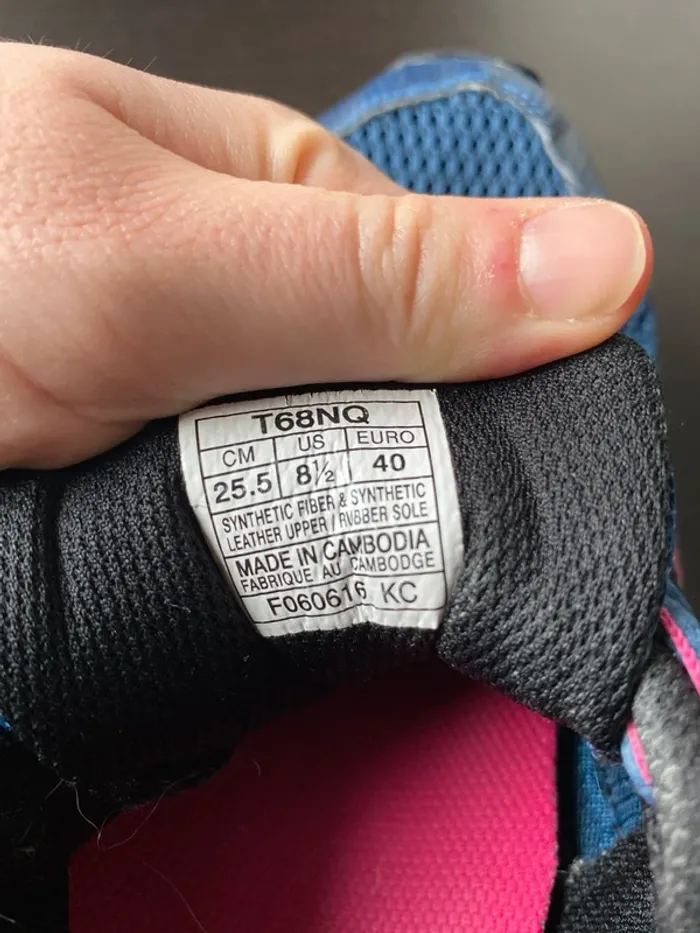 T68NQ
CM US EURO
25.5 8½ 40
SYNTHETIC FIBER & SYNTHETIC
LEATHER UPPER / RUBBER SOLE
MADE IN CAMBODIA
FABRIQUE AU CAMBODGE
F060616 KC